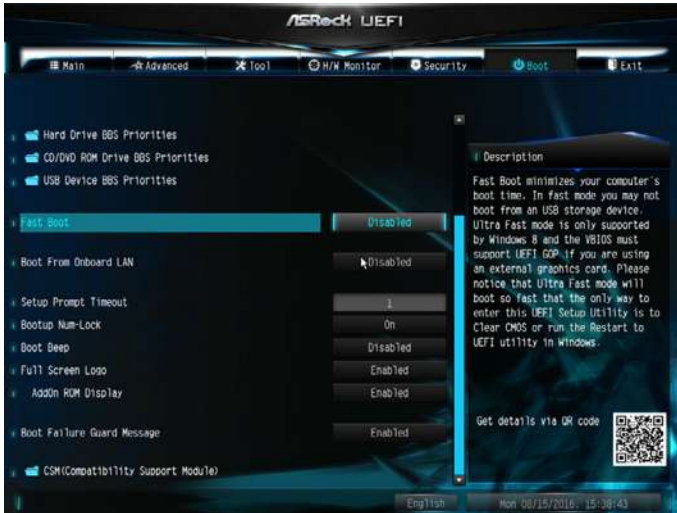 ASRock UEFI
Main Advanced Tool H/W Monitor Security Boot Exit
Hard Drive BBS Priorities
CD/DVD ROM Drive BBS Priorities
USB Device BBS Priorities
Fast Boot Disabled
Boot From Onboard LAN Disabled
Setup Prompt Timeout 1
Bootup Num-Lock On
Boot Beep Disabled
Full Screen Logo Enabled
AddOn ROM Display Enabled
Boot Failure Guard Message Enabled
CSM(Compatibility Support Module)
Description
Fast Boot minimizes your computer's
boot time. In fast mode you may not
boot from an USB storage device.
Ultra Fast mode is only supported
by Windows 8 and the VBIOS must
support UEFI GOP if you are using
an external graphics card. Please
notice that Ultra Fast mode will
boot so fast that the only way to
enter this UEFI Setup Utility is to
Clear CMOS or run the Restart to
UEFI utility in Windows.
Get details via QR code
English Mon 08/15/2016, 15:38:43